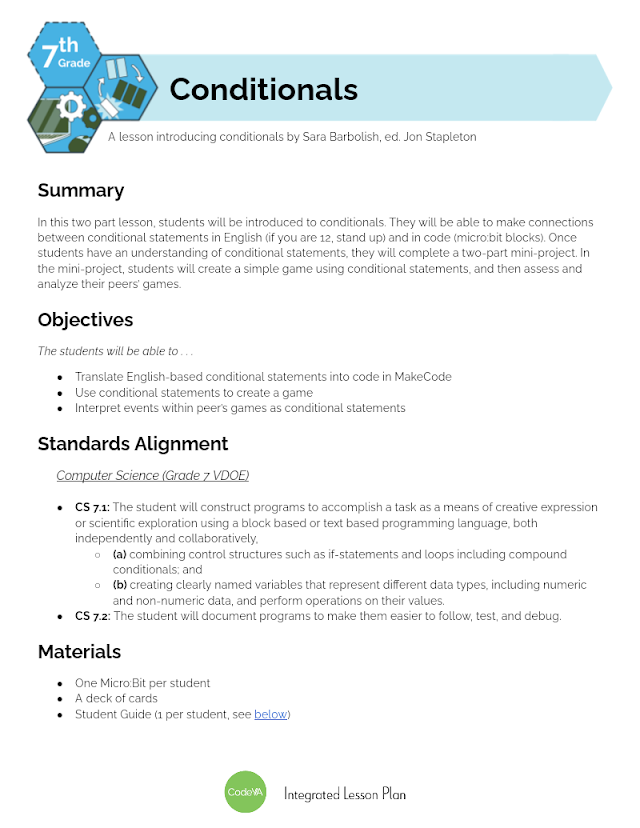 7th
Grade
Conditionals
A lesson introducing conditionals by Sara Barbolish, ed. Jon Stapleton
Summary
In this two part lesson, students will be introduced to conditionals. They will be able to make connections
between conditional statements in English (if you are 12, stand up) and in code (micro:bit blocks). Once
students have an understanding of conditional statements, they will complete a two-part mini-project. In
the mini-project, students will create a simple game using conditional statements, and then assess and
analyze their peers' games.
Objectives
The students will be able to . . .
● Translate English-based conditional statements into code in MakeCode
● Use conditional statements to create a game
● Interpret events within peer's games as conditional statements
Standards Alignment
Computer Science (Grade 7 VDOE)
● CS 7.1: The student will construct programs to accomplish a task as a means of creative expression
or scientific exploration using a block based or text based programming language, both
independently and collaboratively,
○ (a) combining control structures such as if-statements and loops including compound
conditionals; and
○ (b) creating clearly named variables that represent different data types, including numeric
and non-numeric data, and perform operations on their values.
● CS 7.2: The student will document programs to make them easier to follow, test, and debug.
Materials
● One Micro:Bit per student
● A deck of cards
● Student Guide (1 per student, see below)
CodeVA
Integrated Lesson Plan